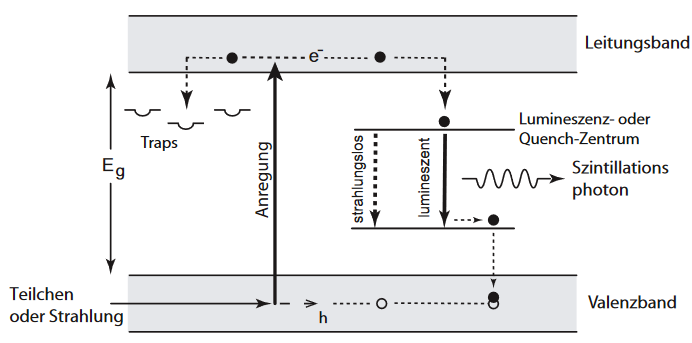 Leitungsband
e⁻
Lumineszenz- oder
Quench-Zentrum
Traps
E_g
Anregung
strahlungslos
lumineszent
Szintillations
photon
Teilchen
oder Strahlung
h
Valenzband